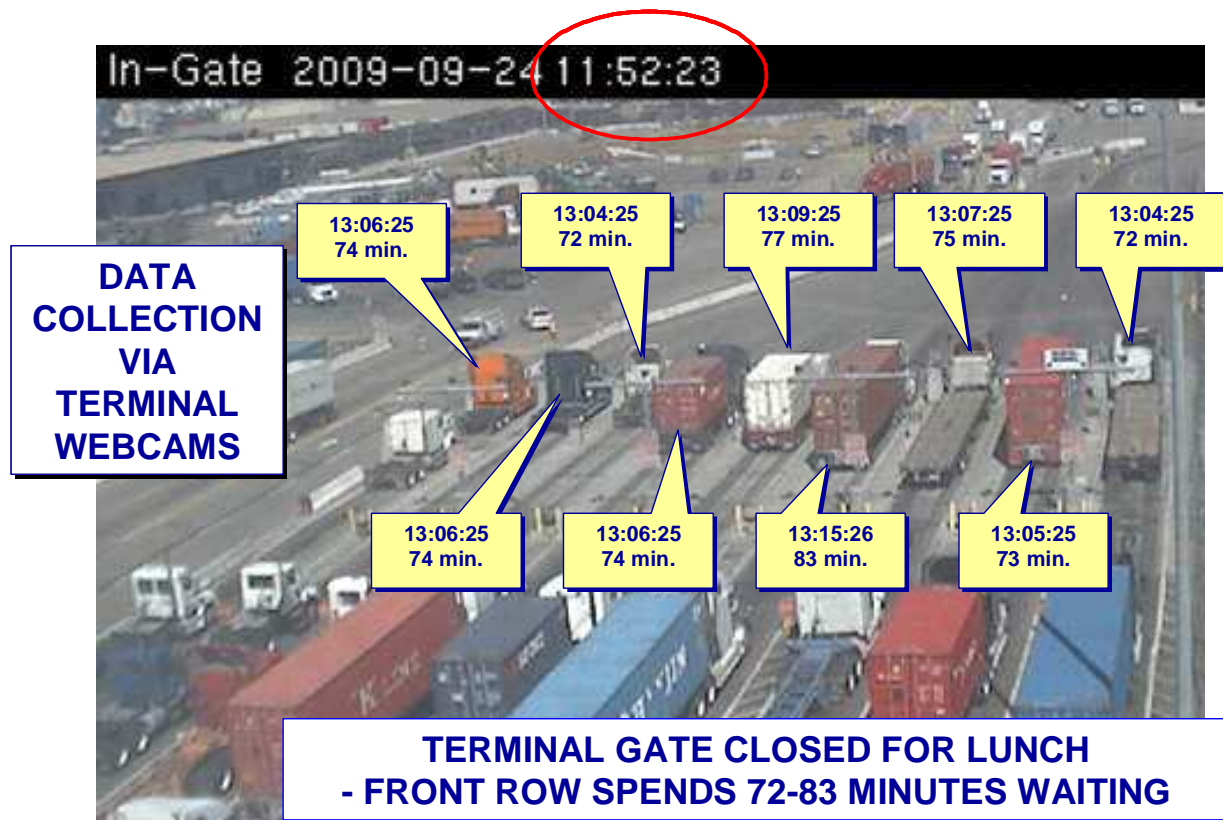 In-Gate 2009-09-24 11:52:23
13:06:25
74 min.
13:04:25
72 min.
13:09:25
77 min.
13:07:25
75 min.
13:04:25
72 min.
DATA
COLLECTION
VIA
TERMINAL
WEBCAMS
13:06:25
74 min.
13:06:25
74 min.
13:15:26
83 min.
13:05:25
73 min.
TERMINAL GATE CLOSED FOR LUNCH
- FRONT ROW SPENDS 72-83 MINUTES WAITING